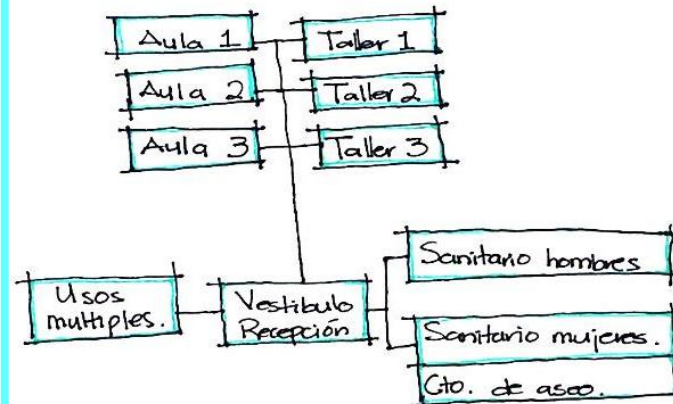 Aula 1
Taller 1
Aula 2
Taller 2
Aula 3
Taller 3
Usos
multiples.
Vestibulo
Recepción
Sanitario hombres
Sanitario mujeres.
Cto. de aseo.